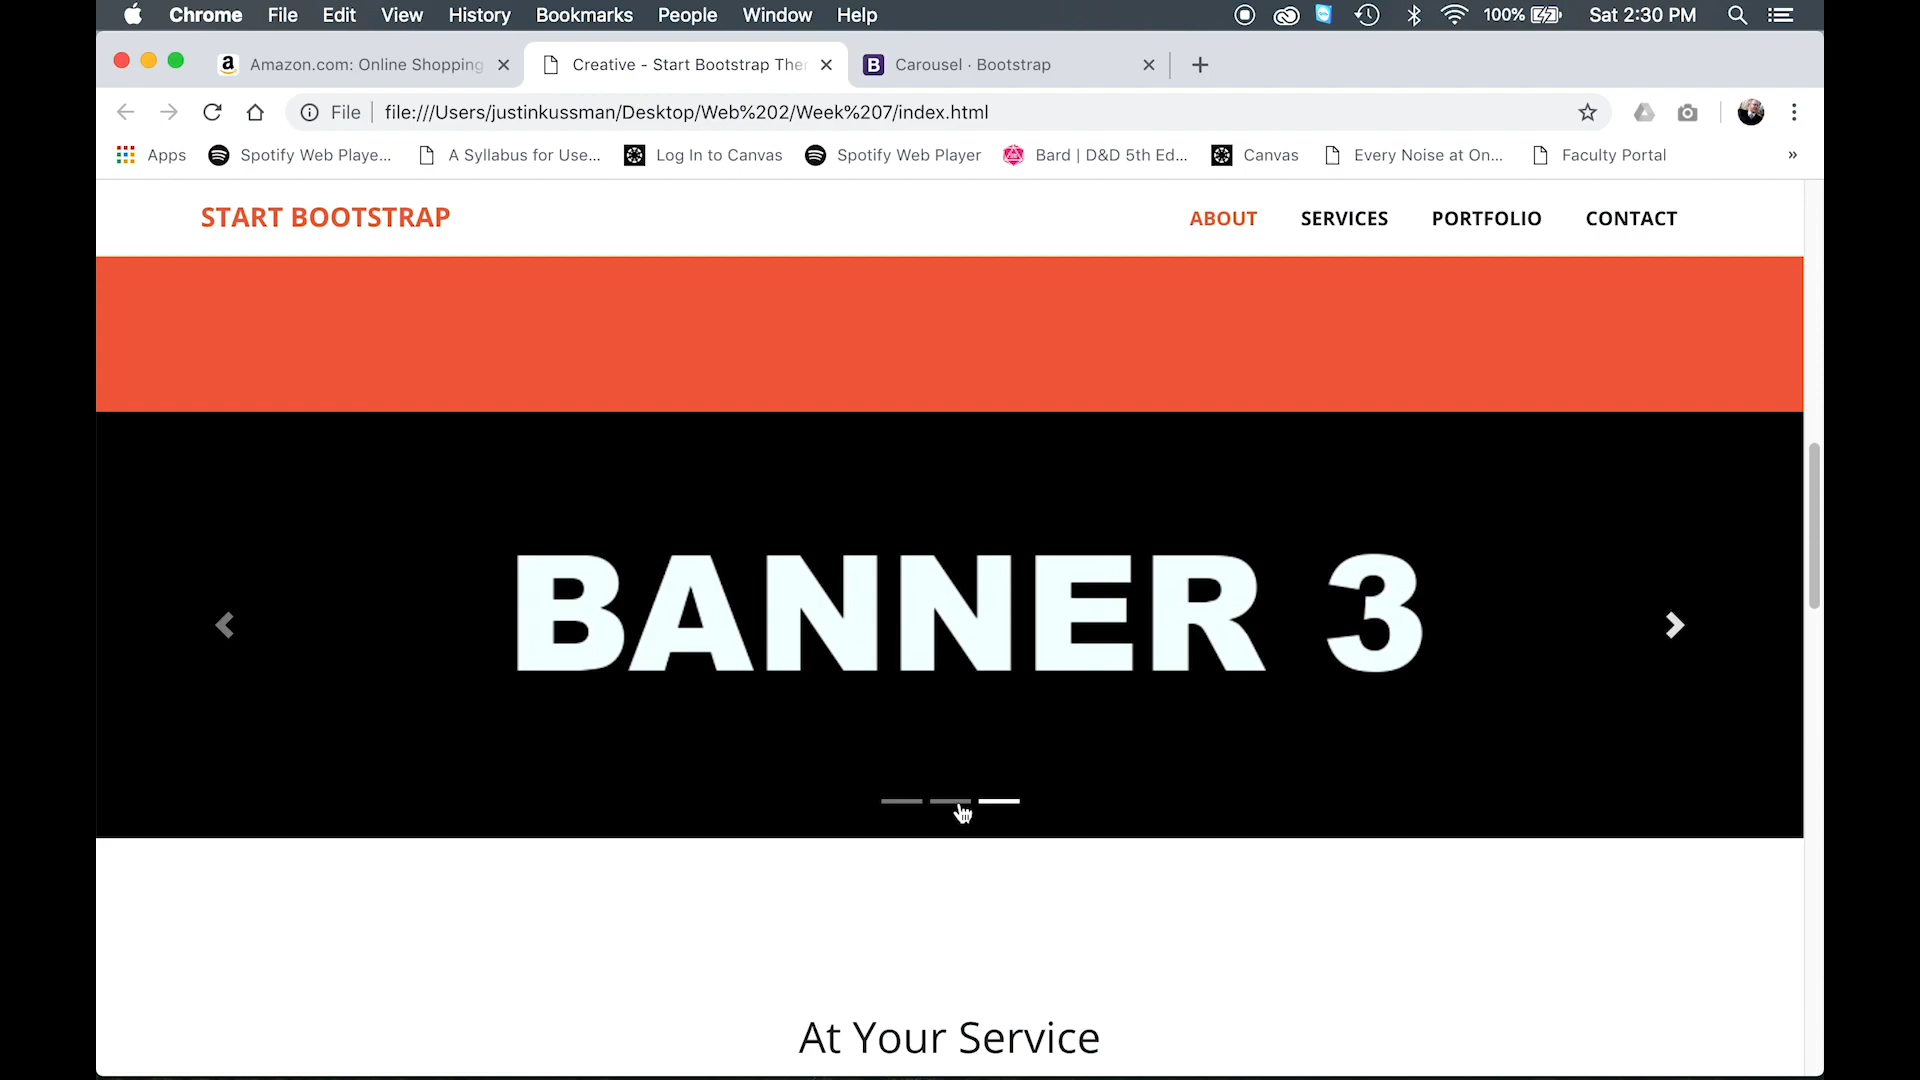 Chrome File Edit View History Bookmarks People Window Help 100% Sat 2:30 PM
Amazon.com: Online Shopping Creative - Start Bootstrap The Carousel · Bootstrap
File file:///Users/justinkussman/Desktop/Web%202/Week%207/index.html
Apps Spotify Web Playe... A Syllabus for Use... Log In to Canvas Spotify Web Player Bard | D&D 5th Ed... Canvas Every Noise at On... Faculty Portal »
START BOOTSTRAP ABOUT SERVICES PORTFOLIO CONTACT
BANNER 3
At Your Service